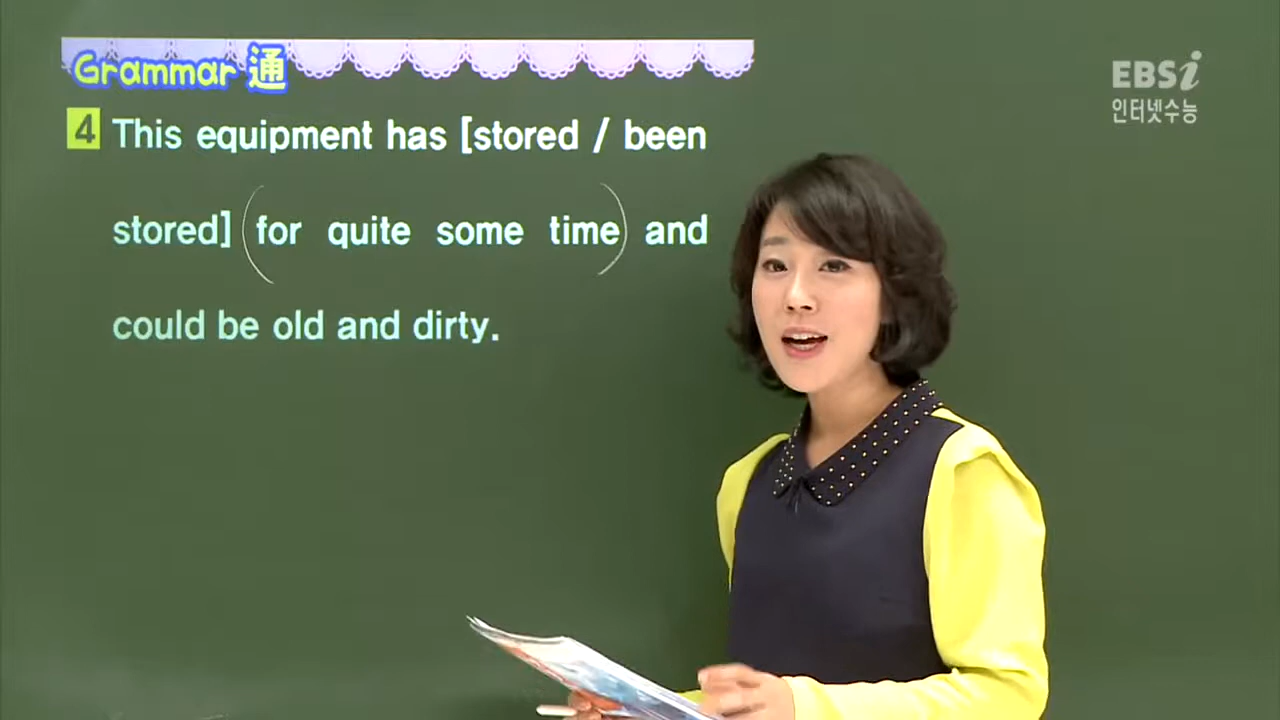 Grammar 通
4 This equipment has [stored / been
stored] (for quite some time) and
could be old and dirty.
EBSi
인터넷수능